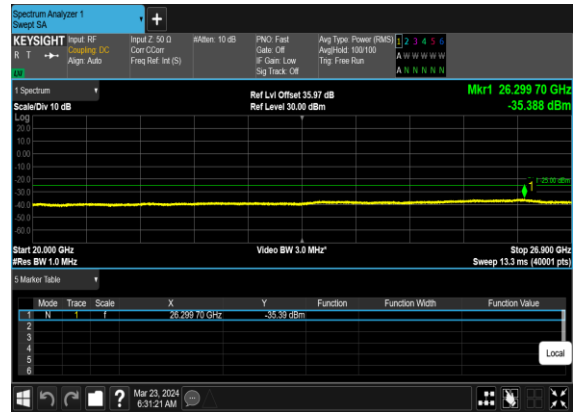 Spectrum Analyzer 1
Swept SA
+
KEYSIGHT
R T
LW
Input: RF
Coupling: DC
Align: Auto
Input Z: 50 Ω
Corr CCorr
Freq Ref: Int (S)
#Atten: 10 dB
PNO: Fast
Gate: Off
IF Gain: Low
Sig Track: Off
Avg Type: Power (RMS)
Avg|Hold: 100/100
Trig: Free Run
1 2 3 4 5 6
A W W W W W
A N N N N N
1 Spectrum
Scale/Div 10 dB
Log
Ref Lvl Offset 35.97 dB
Ref Level 30.00 dBm
Mkr1 26.299 70 GHz
-35.388 dBm
20.0
10.0
0.00
-10.0
-20.0
-30.0
-40.0
-50.0
-60.0
1
-25.00 dBm
Start 20.000 GHz
#Res BW 1.0 MHz
Video BW 3.0 MHz*
Stop 26.900 GHz
Sweep 13.3 ms (40001 pts)
5 Marker Table
Mode Trace Scale X Y Function Function Width Function Value
1 N 1 f 26.299 70 GHz -35.39 dBm
2
3
4
5
6
Local
?
Mar 23, 2024
6:31:21 AM